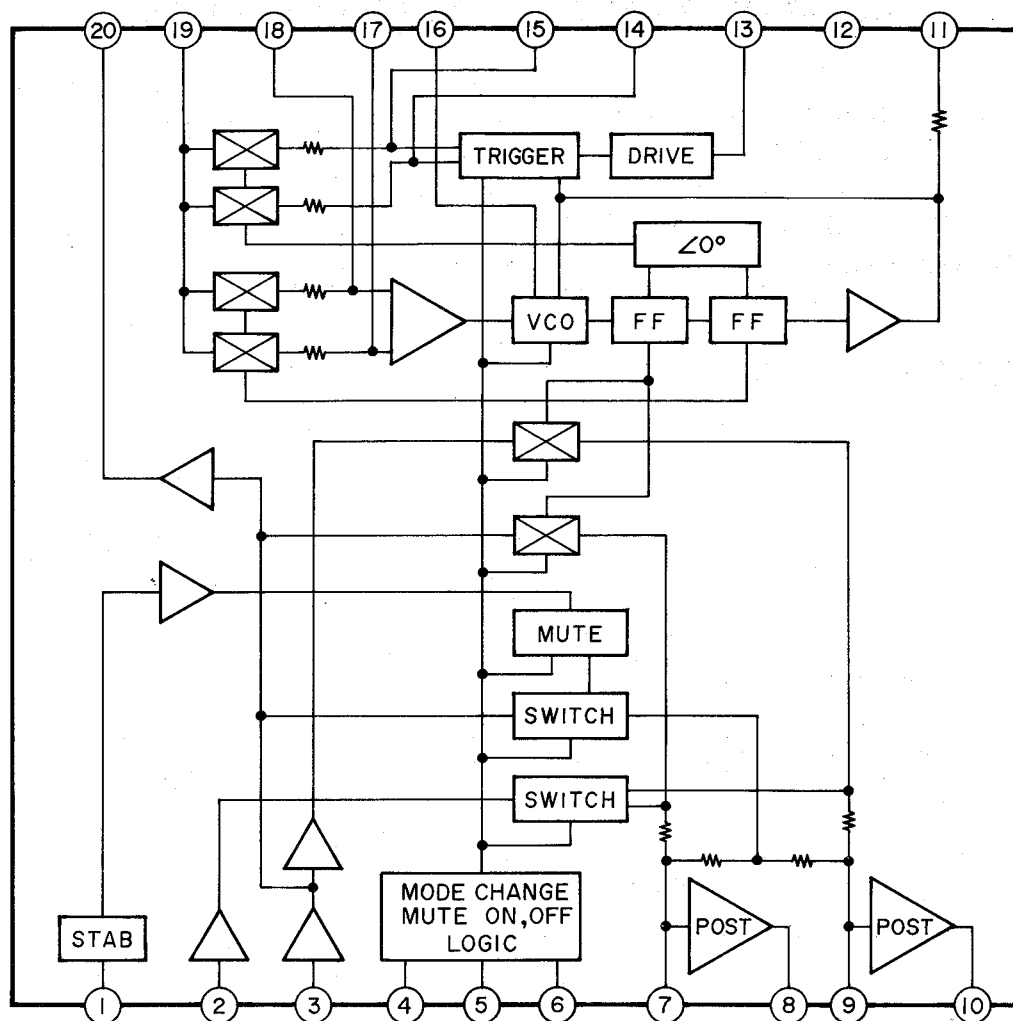 20 19 18 17 16 15 14 13 12 11
TRIGGER DRIVE
∠0°
VCO FF FF
MUTE
SWITCH
SWITCH
MODE CHANGE
MUTE ON,OFF
LOGIC
STAB
POST POST
1 2 3 4 5 6 7 8 9 10